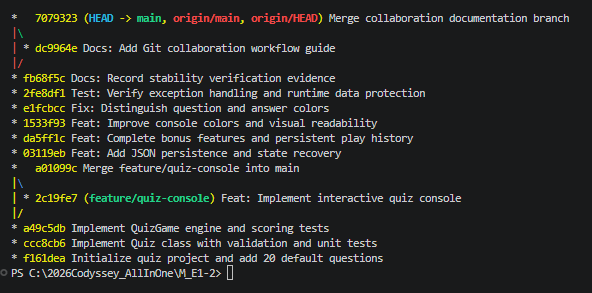 *   7079323 (HEAD -> main, origin/main, origin/HEAD) Merge collaboration documentation branch
|\
| * dc9964e Docs: Add Git collaboration workflow guide
|/
* fb68f5c Docs: Record stability verification evidence
* 2fe8df1 Test: Verify exception handling and runtime data protection
* e1fcbcc Fix: Distinguish question and answer colors
* 1533f93 Feat: Improve console colors and visual readability
* da5ff1c Feat: Complete bonus features and persistent play history
* 03119eb Feat: Add JSON persistence and state recovery
*   a01099c Merge feature/quiz-console into main
|\
| * 2c19fe7 (feature/quiz-console) Feat: Implement interactive quiz console
|/
* a49c5db Implement QuizGame engine and scoring tests
* ccc8cb6 Implement Quiz class with validation and unit tests
* f161dea Initialize quiz project and add 20 default questions
PS C:\2026Codyssey_AllInOne\M_E1-2>